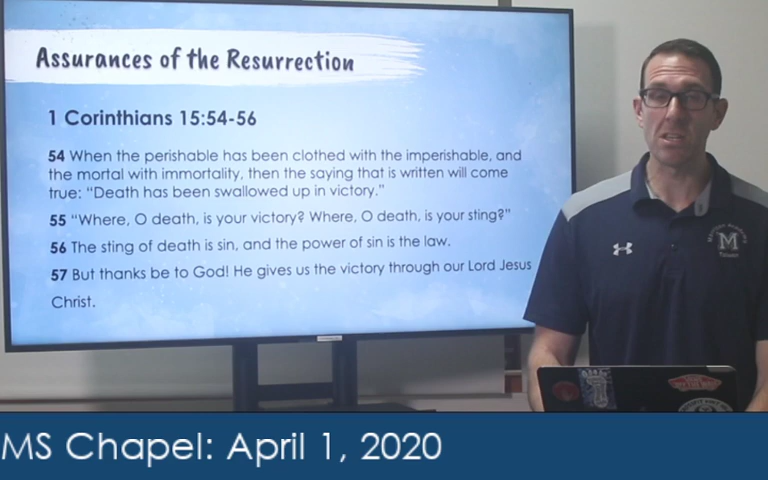 Assurances of the Resurrection
1 Corinthians 15:54-56
54 When the perishable has been clothed with the imperishable, and
the mortal with immortality, then the saying that is written will come
true: “Death has been swallowed up in victory.”
55 “Where, O death, is your victory? Where, O death, is your sting?”
56 The sting of death is sin, and the power of sin is the law.
57 But thanks be to God! He gives us the victory through our Lord Jesus
Christ.
M
MS Chapel: April 1, 2020